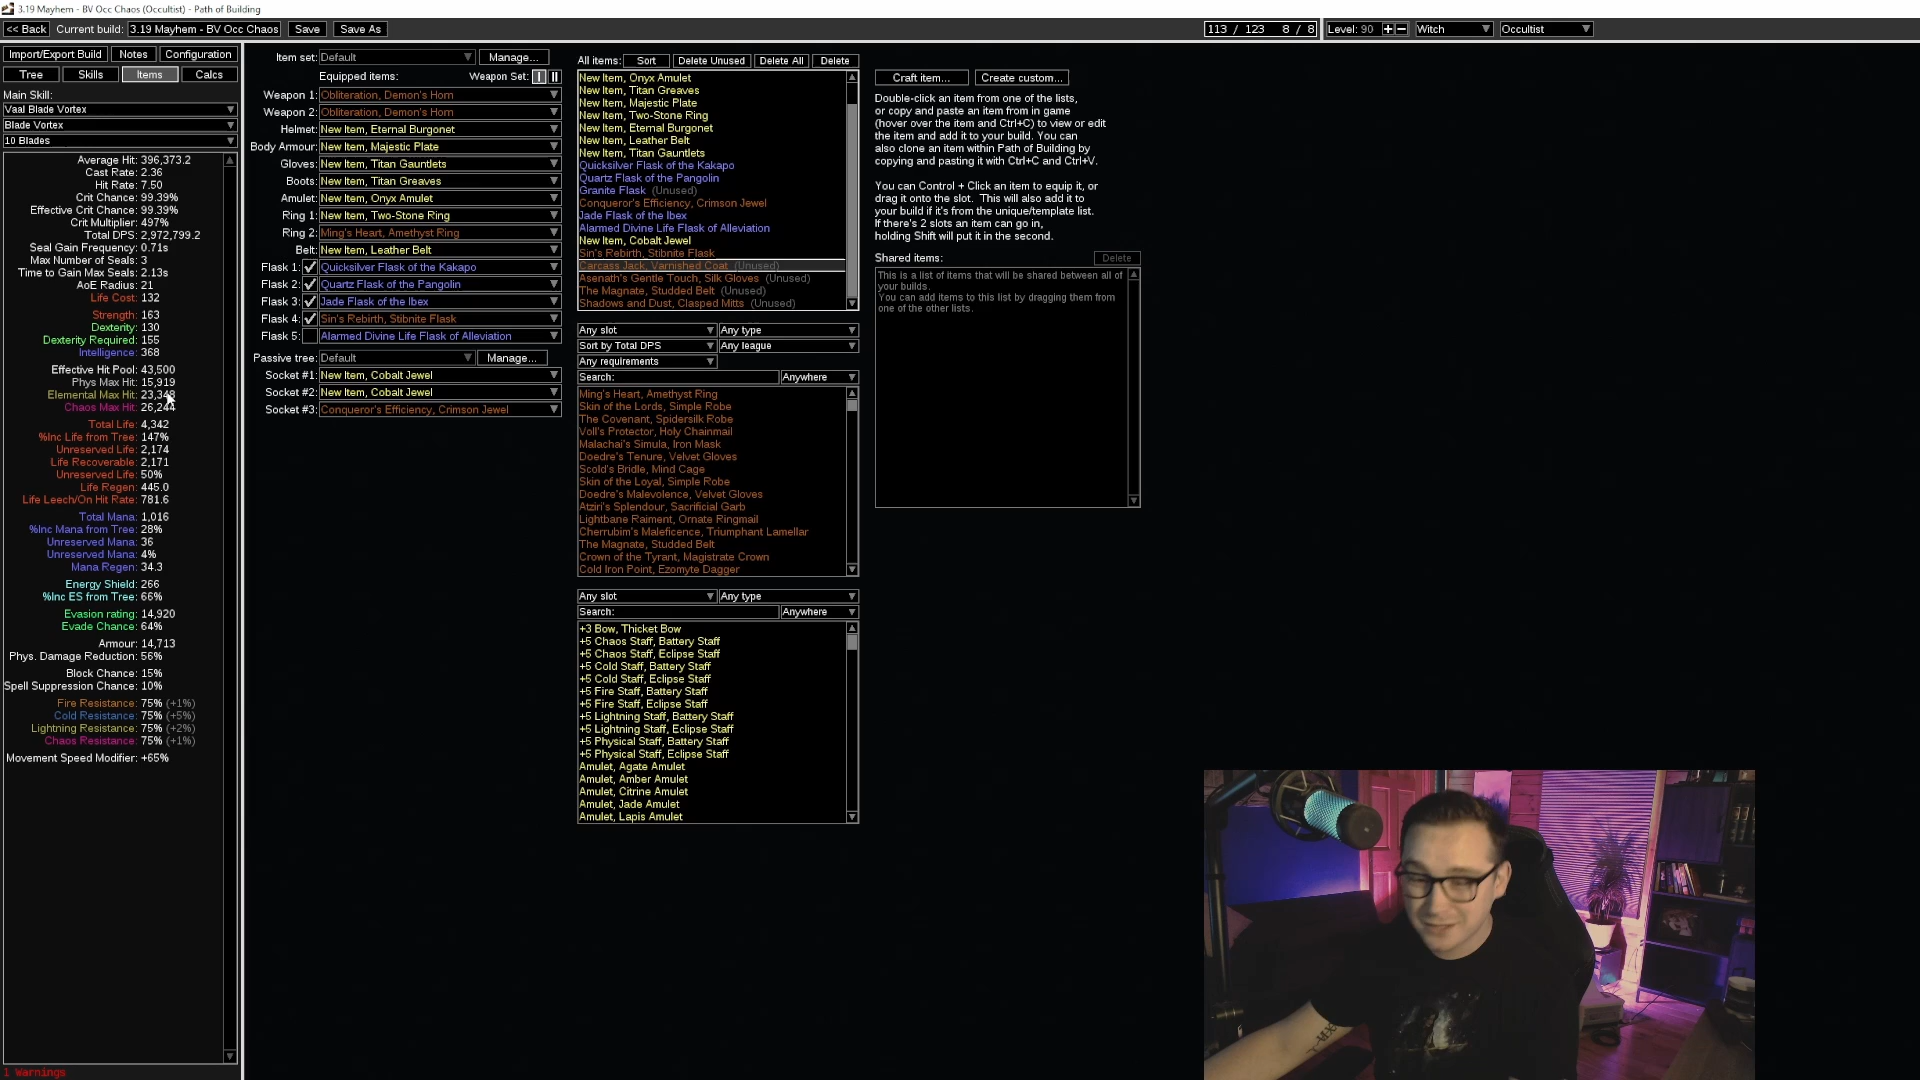 3.19 Mayhem - BV Occ Chaos (Occultist) - Path of Building
<< Back Current build: 3.19 Mayhem - BV Occ Chaos Save Save As 113 / 123 8 / 8 Level: 90 + - Witch Occultist
Import/Export Build Notes Configuration
Tree Skills Items Calcs
Main Skill:
Vaal Blade Vortex
Blade Vortex
10 Blades
Average Hit: 396,373.2
Cast Rate: 2.36
Hit Rate: 7.50
Crit Chance: 99.39%
Effective Crit Chance: 99.39%
Crit Multiplier: 497%
Total DPS: 2,972,799.2
Seal Gain Frequency: 0.71s
Max Number of Seals: 3
Time to Gain Max Seals: 2.13s
AoE Radius: 21
Life Cost: 132
Strength: 163
Dexterity: 130
Dexterity Required: 155
Intelligence: 368
Effective Hit Pool: 43,500
Phys Max Hit: 15,919
Elemental Max Hit: 23,348
Chaos Max Hit: 26,244
Total Life: 4,342
%Inc Life from Tree: 147%
Unreserved Life: 2,174
Life Recoverable: 2,171
Unreserved Life: 50%
Life Regen: 445.0
Life Leech/On Hit Rate: 781.6
Total Mana: 1,016
%Inc Mana from Tree: 28%
Unreserved Mana: 36
Unreserved Mana: 4%
Mana Regen: 34.3
Energy Shield: 266
%Inc ES from Tree: 66%
Evasion rating: 14,920
Evade Chance: 64%
Armour: 14,713
Phys. Damage Reduction: 56%
Block Chance: 15%
Spell Suppression Chance: 10%
Fire Resistance: 75% (+1%)
Cold Resistance: 75% (+5%)
Lightning Resistance: 75% (+2%)
Chaos Resistance: 75% (+1%)
Movement Speed Modifier: +65%
1 Warnings
Item set: Default Manage...
Equipped items: Weapon Set: I II
Weapon 1: Obliteration, Demon's Horn
Weapon 2: Obliteration, Demon's Horn
Helmet: New Item, Eternal Burgonet
Body Armour: New Item, Majestic Plate
Gloves: New Item, Titan Gauntlets
Boots: New Item, Titan Greaves
Amulet: New Item, Onyx Amulet
Ring 1: New Item, Two-Stone Ring
Ring 2: Ming's Heart, Amethyst Ring
Belt: New Item, Leather Belt
Flask 1: Quicksilver Flask of the Kakapo
Flask 2: Quartz Flask of the Pangolin
Flask 3: Jade Flask of the Ibex
Flask 4: Sin's Rebirth, Stibnite Flask
Flask 5: Alarmed Divine Life Flask of Alleviation
Passive tree: Default Manage...
Socket #1: New Item, Cobalt Jewel
Socket #2: New Item, Cobalt Jewel
Socket #3: Conqueror's Efficiency, Crimson Jewel
All items: Sort Delete Unused Delete All Delete
New Item, Onyx Amulet
New Item, Titan Greaves
New Item, Majestic Plate
New Item, Two-Stone Ring
New Item, Eternal Burgonet
New Item, Leather Belt
New Item, Titan Gauntlets
Quicksilver Flask of the Kakapo
Quartz Flask of the Pangolin
Granite Flask (Unused)
Conqueror's Efficiency, Crimson Jewel
Jade Flask of the Ibex
Alarmed Divine Life Flask of Alleviation
New Item, Cobalt Jewel
Sin's Rebirth, Stibnite Flask
Carcass Jack, Varnished Coat (Unused)
Asenath's Gentle Touch, Silk Gloves (Unused)
The Magnate, Studded Belt (Unused)
Shadows and Dust, Clasped Mitts (Unused)
Any slot Any type
Sort by Total DPS Any league
Any requirements
Search: Anywhere
Ming's Heart, Amethyst Ring
Skin of the Lords, Simple Robe
The Covenant, Spidersilk Robe
Voll's Protector, Holy Chainmail
Malachai's Simula, Iron Mask
Doedre's Tenure, Velvet Gloves
Scold's Bridle, Mind Cage
Skin of the Loyal, Simple Robe
Doedre's Malevolence, Velvet Gloves
Atziri's Splendour, Sacrificial Garb
Lightbane Raiment, Ornate Ringmail
Cherrubim's Maleficence, Triumphant Lamellar
The Magnate, Studded Belt
Crown of the Tyrant, Magistrate Crown
Cold Iron Point, Ezomyte Dagger
Any slot Any type
Search: Anywhere
+3 Bow, Thicket Bow
+5 Chaos Staff, Battery Staff
+5 Chaos Staff, Eclipse Staff
+5 Cold Staff, Battery Staff
+5 Cold Staff, Eclipse Staff
+5 Fire Staff, Battery Staff
+5 Fire Staff, Eclipse Staff
+5 Lightning Staff, Battery Staff
+5 Lightning Staff, Eclipse Staff
+5 Physical Staff, Battery Staff
+5 Physical Staff, Eclipse Staff
Amulet, Agate Amulet
Amulet, Amber Amulet
Amulet, Citrine Amulet
Amulet, Jade Amulet
Amulet, Lapis Amulet
Craft item... Create custom...
Double-click an item from one of the lists,
or copy and paste an item from in game
(hover over the item and Ctrl+C) to view or edit
the item and add it to your build. You can
also clone an item within Path of Building by
copying and pasting it with Ctrl+C and Ctrl+V.
You can Control + Click an item to equip it, or
drag it onto the slot. This will also add it to
your build if it's from the unique/template list.
If there's 2 slots an item can go in,
holding Shift will put it in the second.
Shared items: Delete
This is a list of items that will be shared between all of
your builds.
You can add items to this list by dragging them from
one of the other lists.